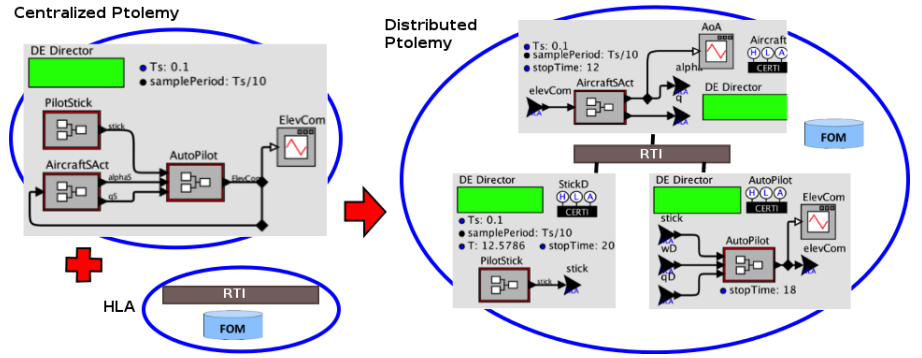 Centralized Ptolemy
DE Director
Ts: 0.1
samplePeriod: Ts/10
PilotStick
stick
ElevCom
AircraftSAct
alphaS
qS
AutoPilot
ElevCom
HLA
RTI
FOM
Distributed
Ptolemy
Ts: 0.1
samplePeriod: Ts/10
stopTime: 12
AoA
Aircraft
H L A
CERTI
alpha
elevCom
AircraftSAct
q
DE Director
FOM
RTI
DE Director
StickD
H L A
CERTI
Ts: 0.1
samplePeriod: Ts/10
T: 12.5786
stopTime: 20
PilotStick
stick
stick
DE Director
AutoPilot
H L A
CERTI
ElevCom
stick
wD
AutoPilot
elevCom
qD
stopTime: 18